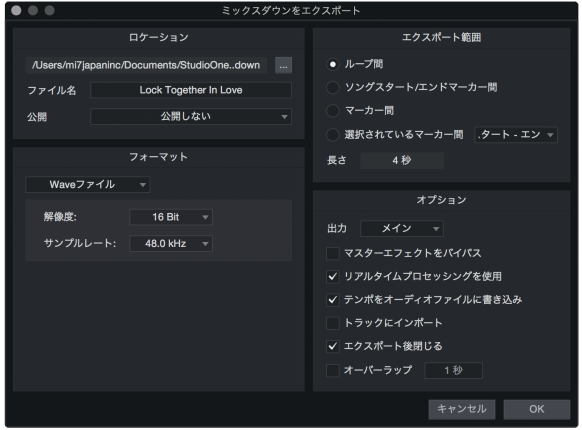 ミックスダウンをエクスポート
ロケーション
/Users/mi7japaninc/Documents/StudioOne..down ...
ファイル名 Lock Together In Love
公開 公開しない
フォーマット
Waveファイル
解像度: 16 Bit
サンプルレート: 48.0 kHz
エクスポート範囲
ループ間
ソングスタート/エンドマーカー間
マーカー間
選択されているマーカー間 .タート - エン
長さ 4 秒
オプション
出力 メイン
マスターエフェクトをバイパス
リアルタイムプロセッシングを使用
テンポをオーディオファイルに書き込み
トラックにインポート
エクスポート後閉じる
オーバーラップ 1 秒
キャンセル OK